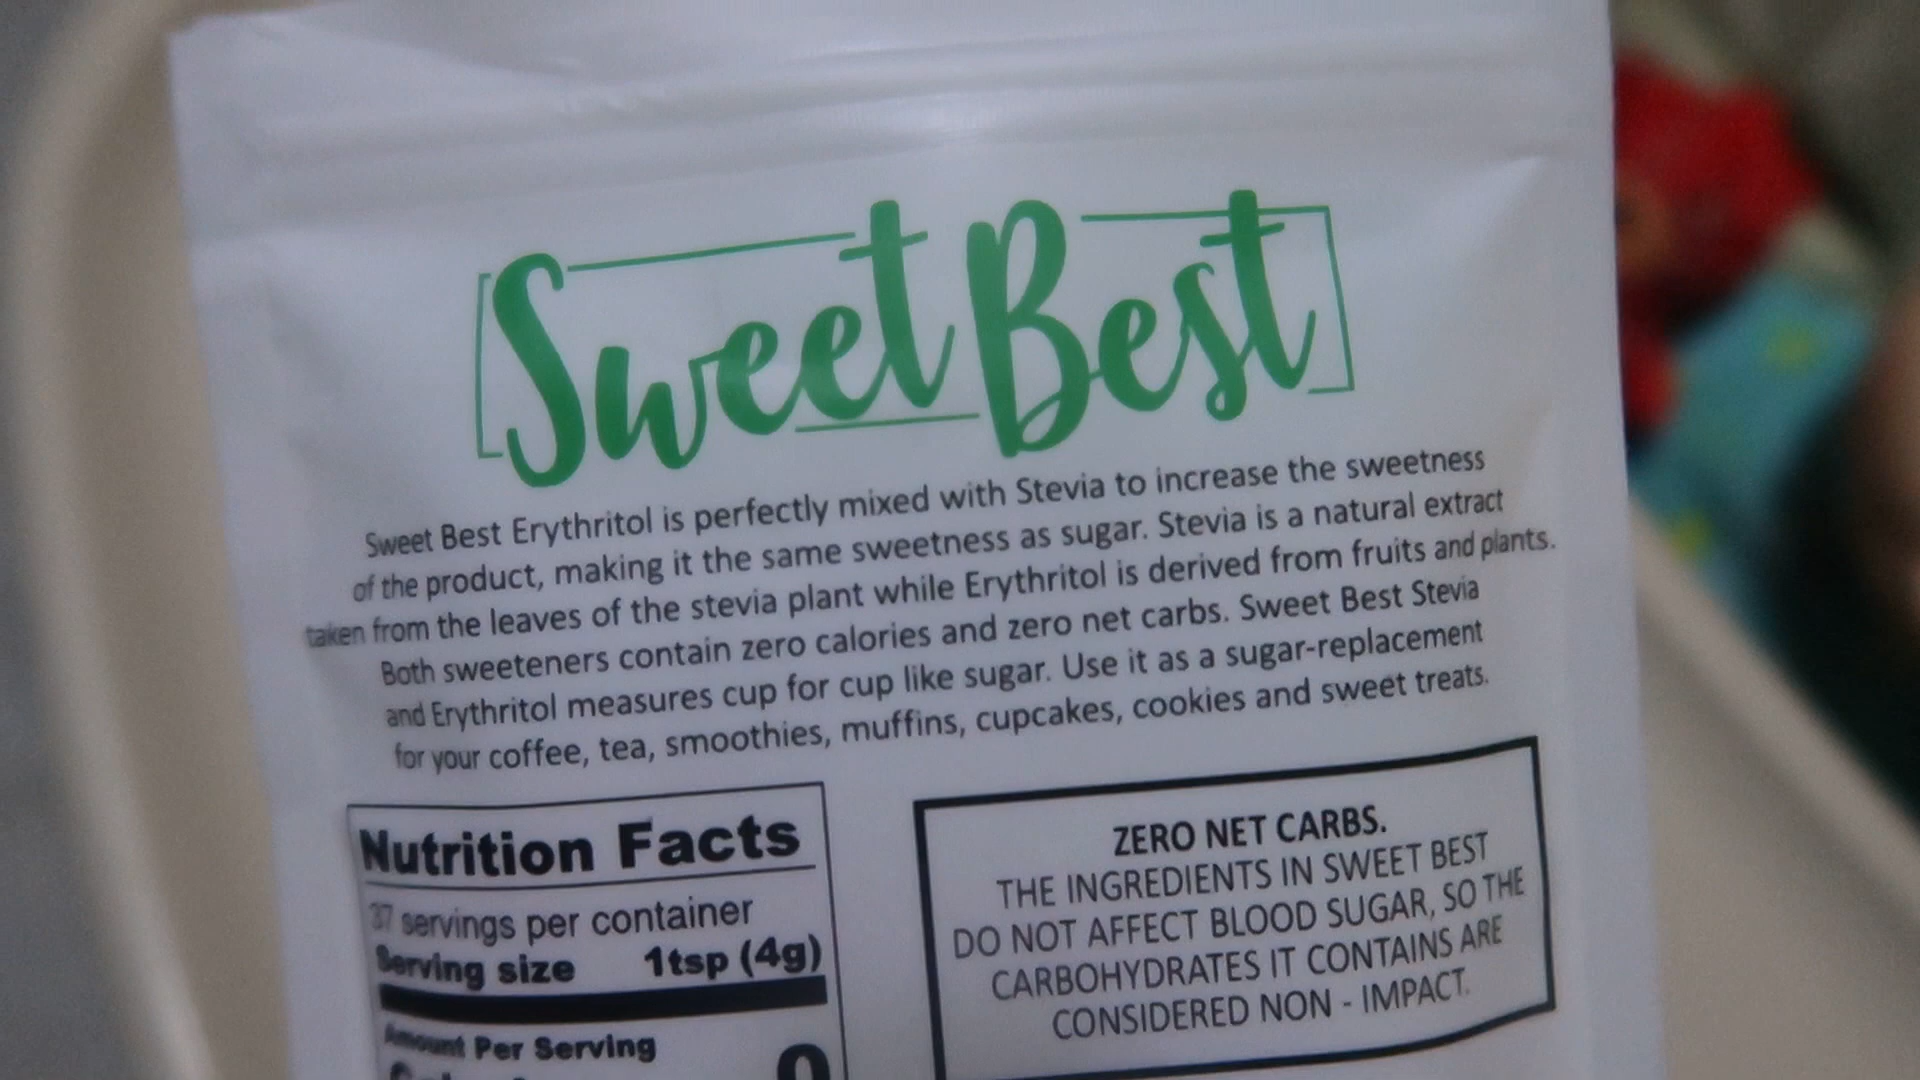 Sweet Best
Sweet Best Erythritol is perfectly mixed with Stevia to increase the sweetness
of the product, making it the same sweetness as sugar. Stevia is a natural extract
taken from the leaves of the stevia plant while Erythritol is derived from fruits and plants.
Both sweeteners contain zero calories and zero net carbs. Sweet Best Stevia
and Erythritol measures cup for cup like sugar. Use it as a sugar-replacement
for your coffee, tea, smoothies, muffins, cupcakes, cookies and sweet treats.
Nutrition Facts
37 servings per container
Serving size 1tsp (4g)
Amount Per Serving
0
ZERO NET CARBS.
THE INGREDIENTS IN SWEET BEST
DO NOT AFFECT BLOOD SUGAR, SO THE
CARBOHYDRATES IT CONTAINS ARE
CONSIDERED NON - IMPACT.